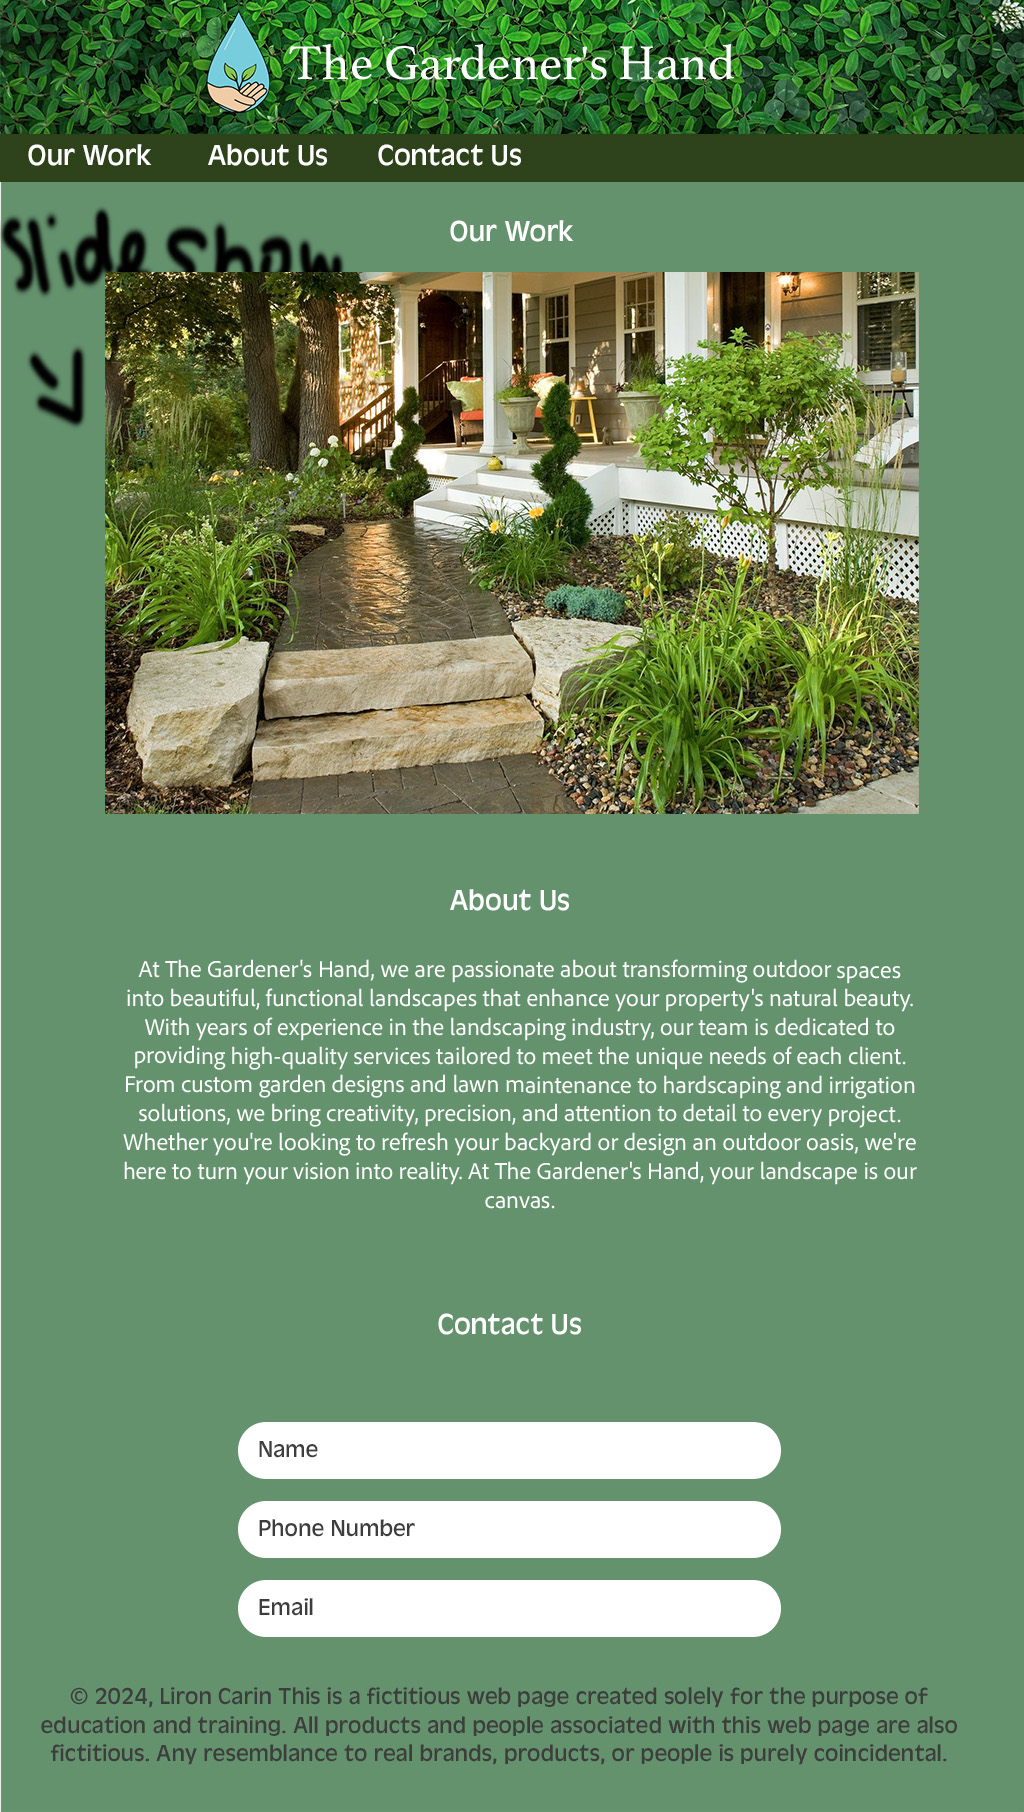 The Gardener's Hand
Our Work About Us Contact Us
Slide Show
Our Work
About Us
At The Gardener's Hand, we are passionate about transforming outdoor spaces
into beautiful, functional landscapes that enhance your property's natural beauty.
With years of experience in the landscaping industry, our team is dedicated to
providing high-quality services tailored to meet the unique needs of each client.
From custom garden designs and lawn maintenance to hardscaping and irrigation
solutions, we bring creativity, precision, and attention to detail to every project.
Whether you're looking to refresh your backyard or design an outdoor oasis, we're
here to turn your vision into reality. At The Gardener's Hand, your landscape is our
canvas.
Contact Us
Name
Phone Number
Email
© 2024, Liron Carin This is a fictitious web page created solely for the purpose of
education and training. All products and people associated with this web page are also
fictitious. Any resemblance to real brands, products, or people is purely coincidental.